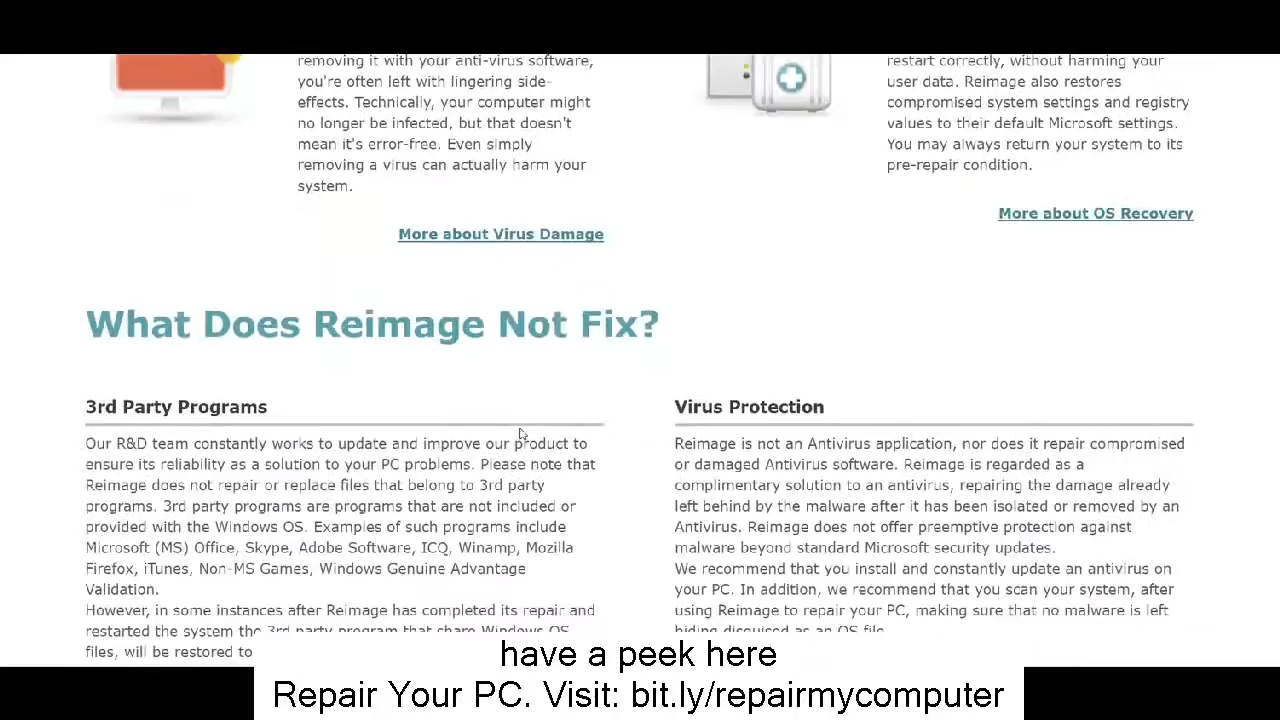 removing it with your anti-virus software,
you're often left with lingering side-
effects. Technically, your computer might
no longer be infected, but that doesn't
mean it's error-free. Even simply
removing a virus can actually harm your
system.
More about Virus Damage
restart correctly, without harming your
user data. Reimage also restores
compromised system settings and registry
values to their default Microsoft settings.
You may always return your system to its
pre-repair condition.
More about OS Recovery
What Does Reimage Not Fix?
3rd Party Programs
Our R&D team constantly works to update and improve our product to
ensure its reliability as a solution to your PC problems. Please note that
Reimage does not repair or replace files that belong to 3rd party
programs. 3rd party programs are programs that are not included or
provided with the Windows OS. Examples of such programs include
Microsoft (MS) Office, Skype, Adobe Software, ICQ, Winamp, Mozilla
Firefox, iTunes, Non-MS Games, Windows Genuine Advantage
Validation.
However, in some instances after Reimage has completed its repair and
restarted the system the 3rd party program that share Windows OS
files, will be restored to
Virus Protection
Reimage is not an Antivirus application, nor does it repair compromised
or damaged Antivirus software. Reimage is regarded as a
complimentary solution to an antivirus, repairing the damage already
left behind by the malware after it has been isolated or removed by an
Antivirus. Reimage does not offer preemptive protection against
malware beyond standard Microsoft security updates.
We recommend that you install and constantly update an antivirus on
your PC. In addition, we recommend that you scan your system, after
using Reimage to repair your PC, making sure that no malware is left
hiding disguised as an OS file.
have a peek here
Repair Your PC. Visit: bit.ly/repairmycomputer